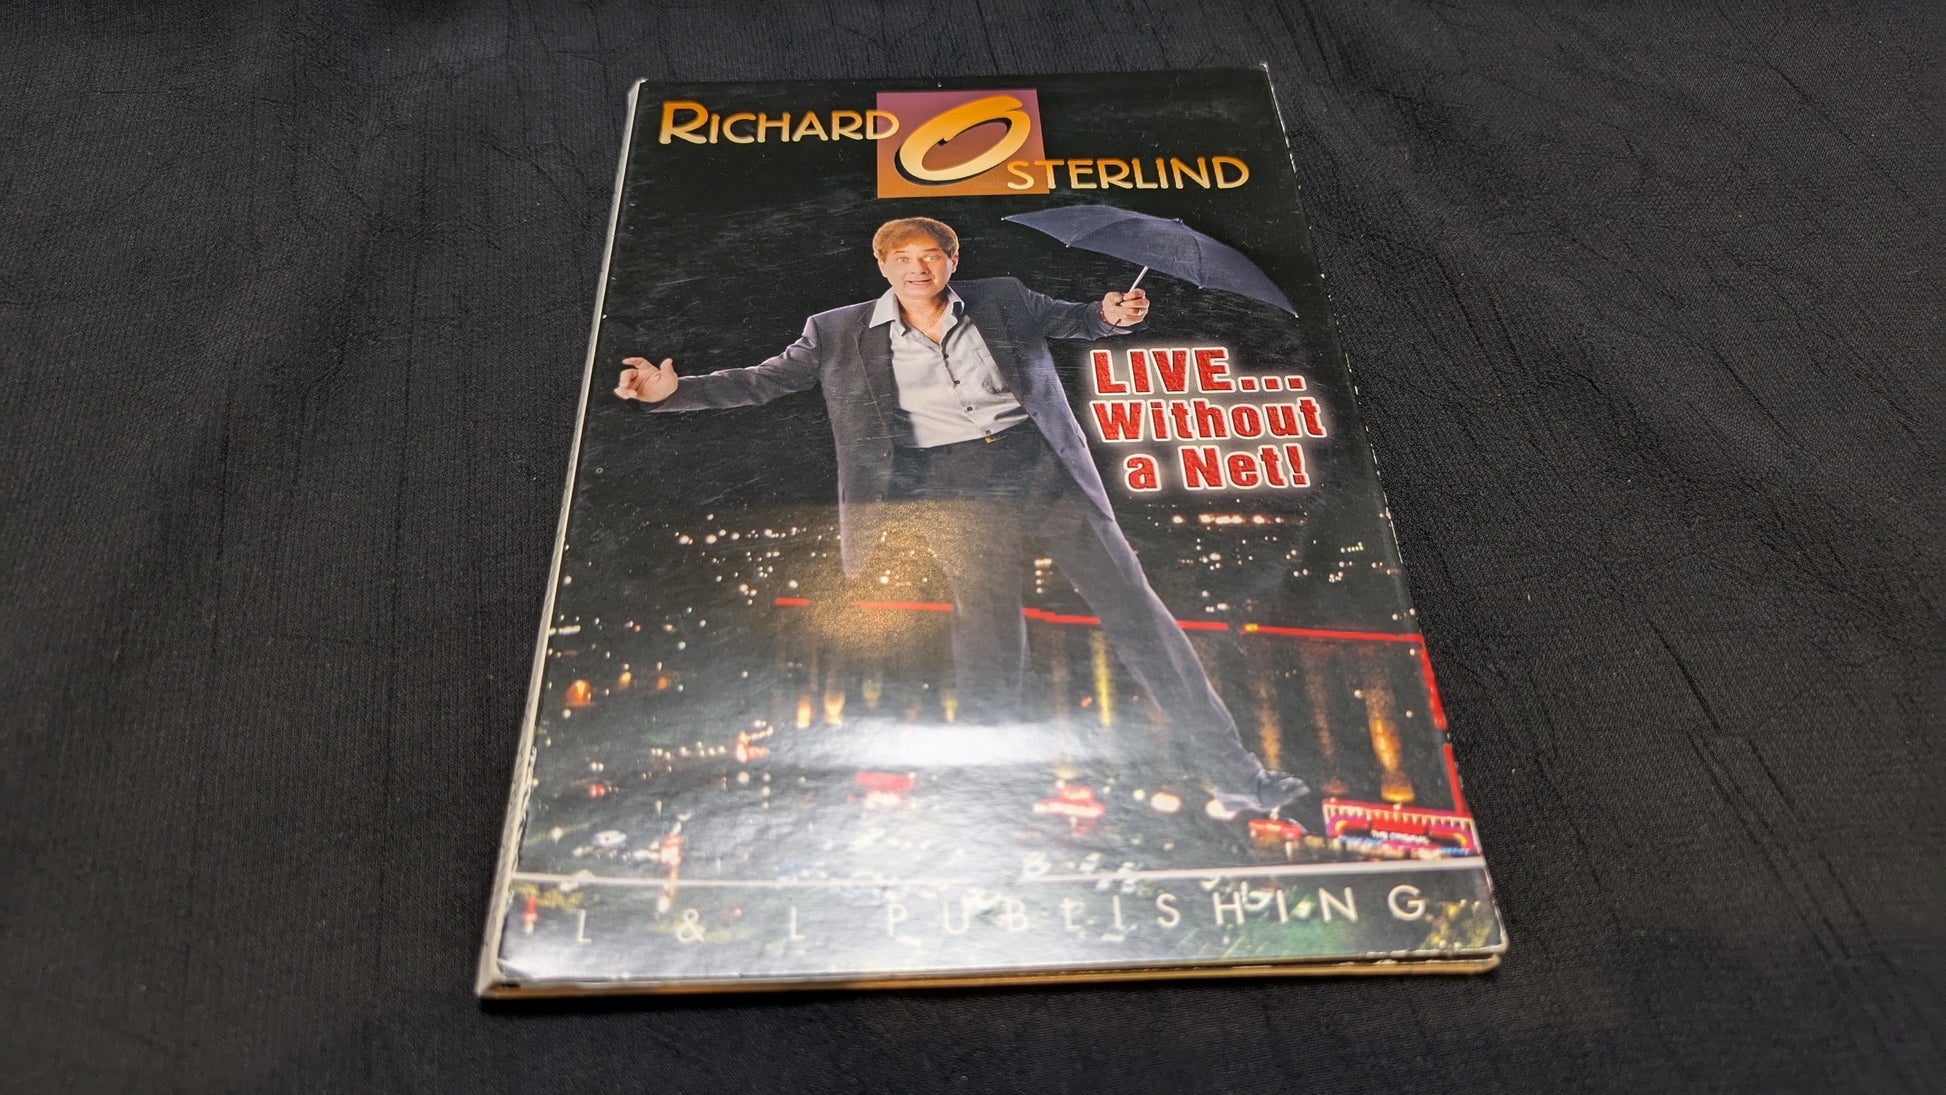 RICHARD
OSTERLIND
LIVE...
Without
a Net!
L & L PUBLISHING